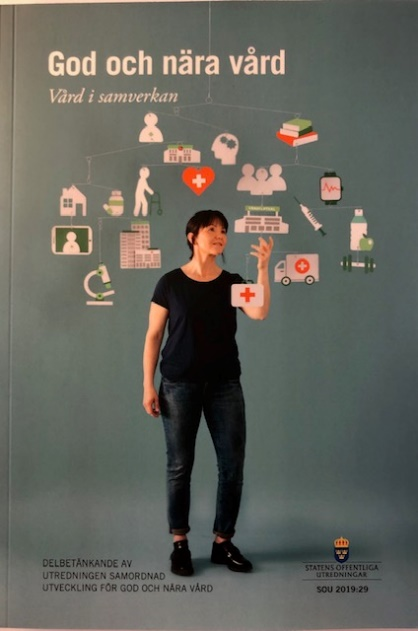 God och nära vård
Vård i samverkan
DELBETÄNKANDE AV
UTREDNINGEN SAMORDNAD
UTVECKLING FÖR GOD OCH NÄRA VÅRD
STATENS OFFENTLIGA
UTREDNINGAR
SOU 2019:29